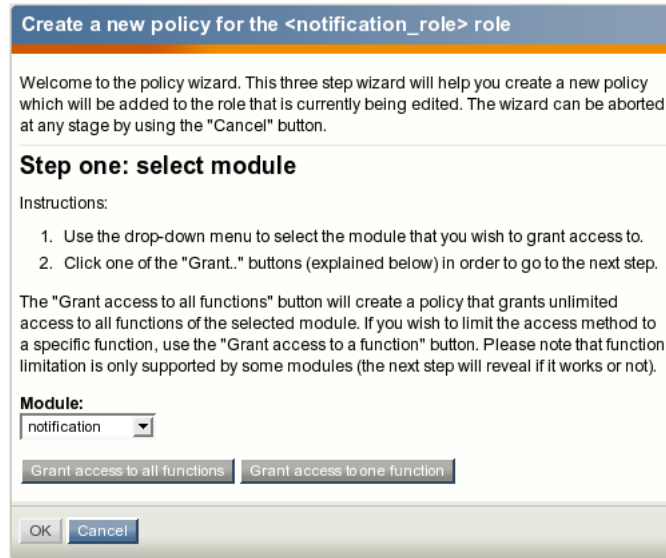 Create a new policy for the <notification_role> role
Welcome to the policy wizard. This three step wizard will help you create a new policy
which will be added to the role that is currently being edited. The wizard can be aborted
at any stage by using the "Cancel" button.
Step one: select module
Instructions:
1. Use the drop-down menu to select the module that you wish to grant access to.
2. Click one of the "Grant.." buttons (explained below) in order to go to the next step.
The "Grant access to all functions" button will create a policy that grants unlimited
access to all functions of the selected module. If you wish to limit the access method to
a specific function, use the "Grant access to a function" button. Please note that function
limitation is only supported by some modules (the next step will reveal if it works or not).
Module:
notification
Grant access to all functions Grant access to one function
OK Cancel